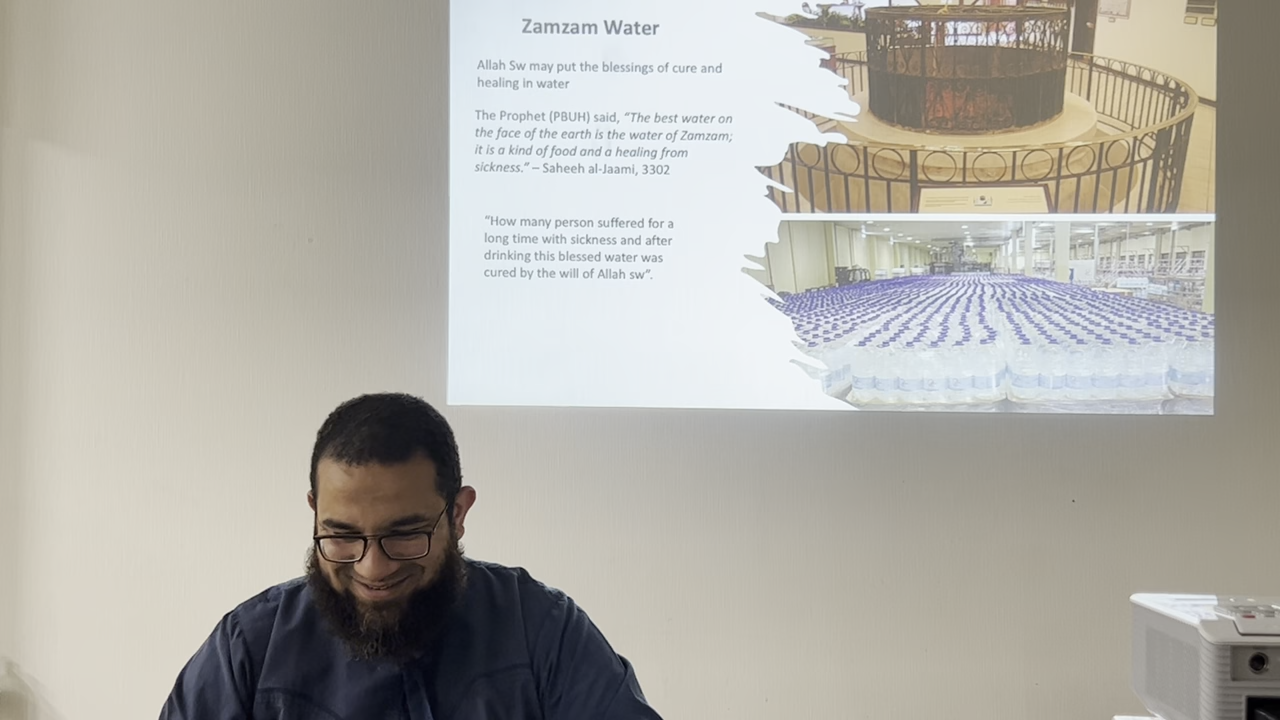 Zamzam Water
Allah Sw may put the blessings of cure and
healing in water
The Prophet (PBUH) said, “The best water on
the face of the earth is the water of Zamzam;
it is a kind of food and a healing from
sickness.” – Saheeh al-Jaami, 3302
“How many person suffered for a
long time with sickness and after
drinking this blessed water was
cured by the will of Allah sw”.